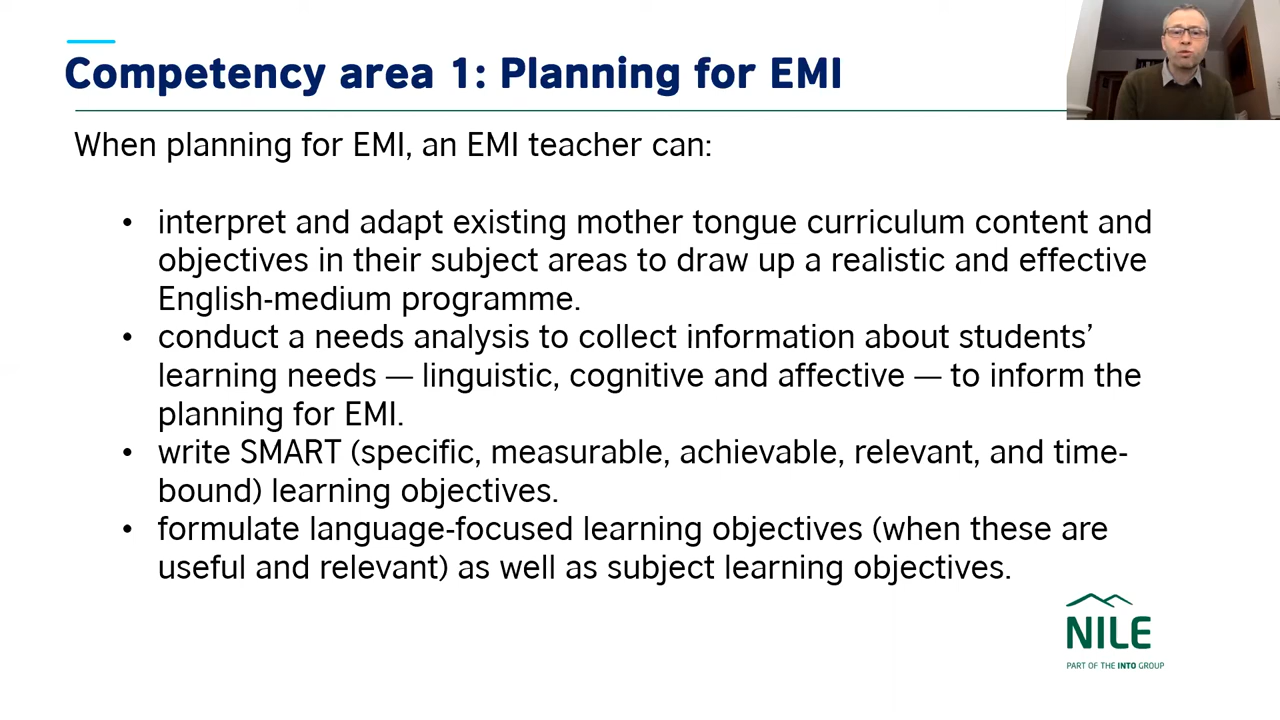 Competency area 1: Planning for EMI
When planning for EMI, an EMI teacher can:
• interpret and adapt existing mother tongue curriculum content and
objectives in their subject areas to draw up a realistic and effective
English-medium programme.
• conduct a needs analysis to collect information about students’
learning needs — linguistic, cognitive and affective — to inform the
planning for EMI.
• write SMART (specific, measurable, achievable, relevant, and time-
bound) learning objectives.
• formulate language-focused learning objectives (when these are
useful and relevant) as well as subject learning objectives.
NILE
PART OF THE INTO GROUP